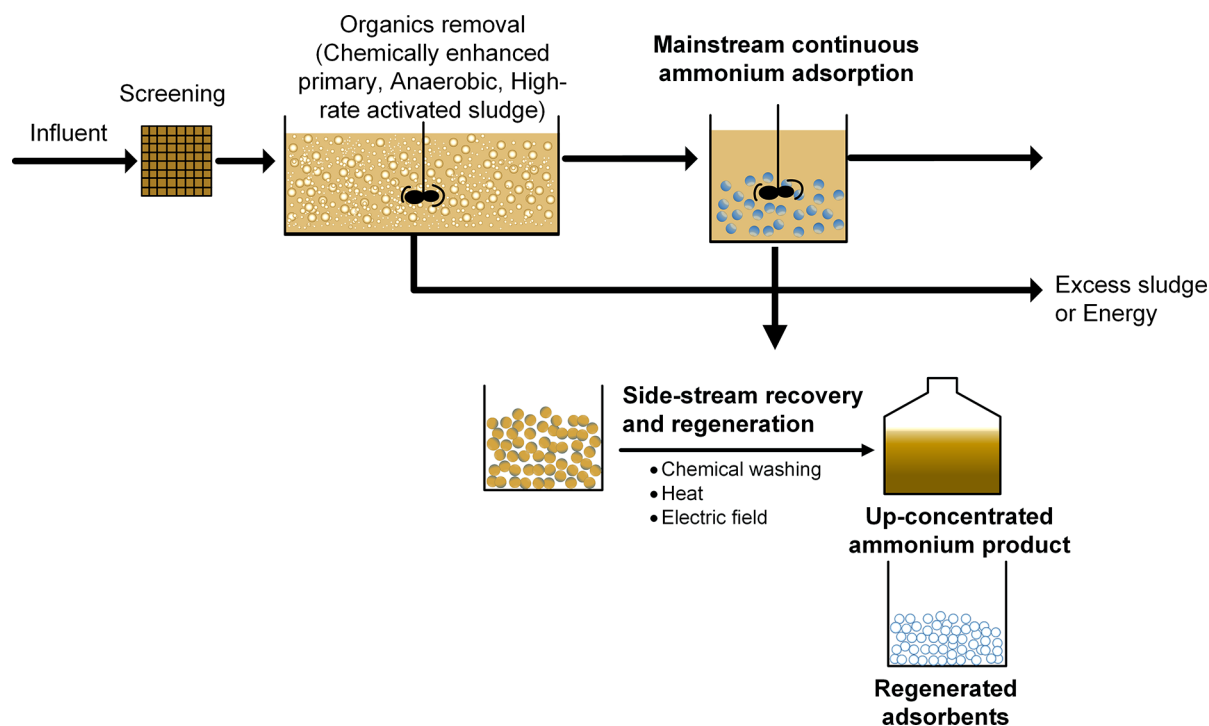 Organics removal
(Chemically enhanced
primary, Anaerobic, High-
rate activated sludge)
Mainstream continuous
ammonium adsorption
Screening
Influent
Excess sludge
or Energy
Side-stream recovery
and regeneration
• Chemical washing
• Heat
• Electric field
Up-concentrated
ammonium product
Regenerated
adsorbents